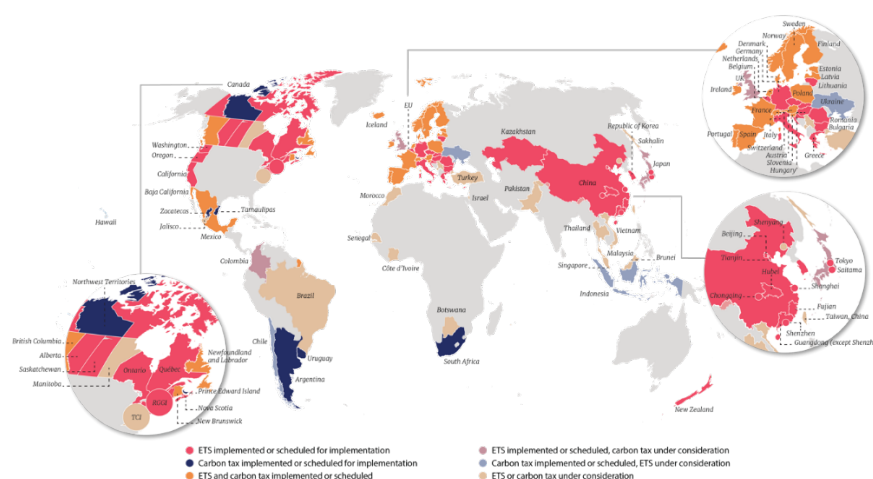 Canada
Washington
Oregon
California
Baja California
Zacatecas
Jalisco
Mexico
Tamaulipas
Hawaii
Colombia
Brazil
Chile
Uruguay
Argentina
Iceland
EU
Morocco
Senegal
Côte d'Ivoire
Botswana
South Africa
Turkey
Israel
Kazakhstan
Pakistan
China
Republic of Korea
Sakhalin
Japan
Thailand
Vietnam
Malaysia
Brunei
Singapore
Indonesia
New Zealand
Northwest Territories
British Columbia
Alberta
Saskatchewan
Manitoba
Ontario
Québec
Newfoundland
and Labrador
Prince Edward Island
Nova Scotia
New Brunswick
RGGI
TCI
Sweden
Norway
Denmark
Germany
Netherlands
Belgium
UK
Ireland
Finland
Estonia
Latvia
Lithuania
Poland
Ukraine
France
Romania
Bulgaria
Portugal
Spain
Italy
Switzerland
Austria
Slovenia
Hungary
Greece
Beijing
Shenyang
Tianjin
Hubei
Chongqing
Tokyo
Saitama
Shanghai
Fujian
Taiwan, China
Shenzhen
Guangdong (except Shenzh
ETS implemented or scheduled for implementation
Carbon tax implemented or scheduled for implementation
ETS and carbon tax implemented or scheduled
ETS implemented or scheduled, carbon tax under consideration
Carbon tax implemented or scheduled, ETS under consideration
ETS or carbon tax under consideration